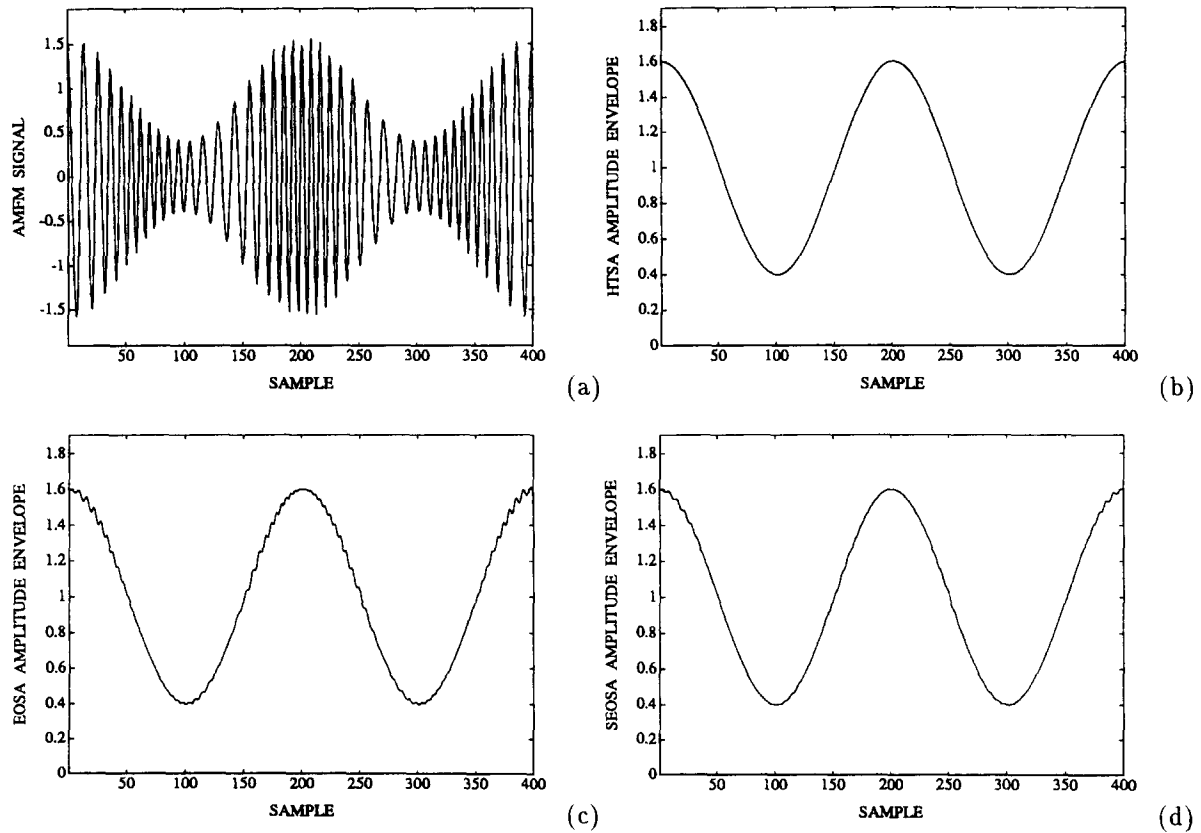 AMFM SIGNAL
1.5
1
0.5
0
-0.5
-1
-1.5
50 100 150 200 250 300 350 400
SAMPLE
(a)
HTSA AMPLITUDE ENVELOPE
1.8
1.6
1.4
1.2
1
0.8
0.6
0.4
0.2
0
50 100 150 200 250 300 350 400
SAMPLE
(b)
EOSA AMPLITUDE ENVELOPE
1.8
1.6
1.4
1.2
1
0.8
0.6
0.4
0.2
0
50 100 150 200 250 300 350 400
SAMPLE
(c)
SEOSA AMPLITUDE ENVELOPE
1.8
1.6
1.4
1.2
1
0.8
0.6
0.4
0.2
0
50 100 150 200 250 300 350 400
SAMPLE
(d)